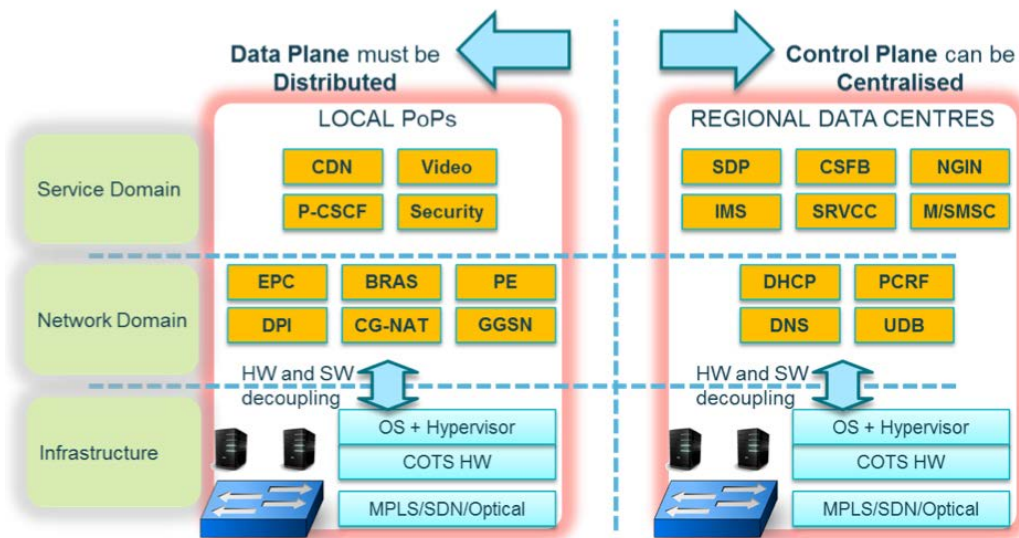 Data Plane must be
Distributed
Control Plane can be
Centralised
LOCAL PoPs
REGIONAL DATA CENTRES
Service Domain
CDN
Video
P-CSCF
Security
SDP
CSFB
NGIN
IMS
SRVCC
M/SMSC
Network Domain
EPC
BRAS
PE
DPI
CG-NAT
GGSN
DHCP
PCRF
DNS
UDB
HW and SW
decoupling
HW and SW
decoupling
Infrastructure
OS + Hypervisor
COTS HW
MPLS/SDN/Optical
OS + Hypervisor
COTS HW
MPLS/SDN/Optical